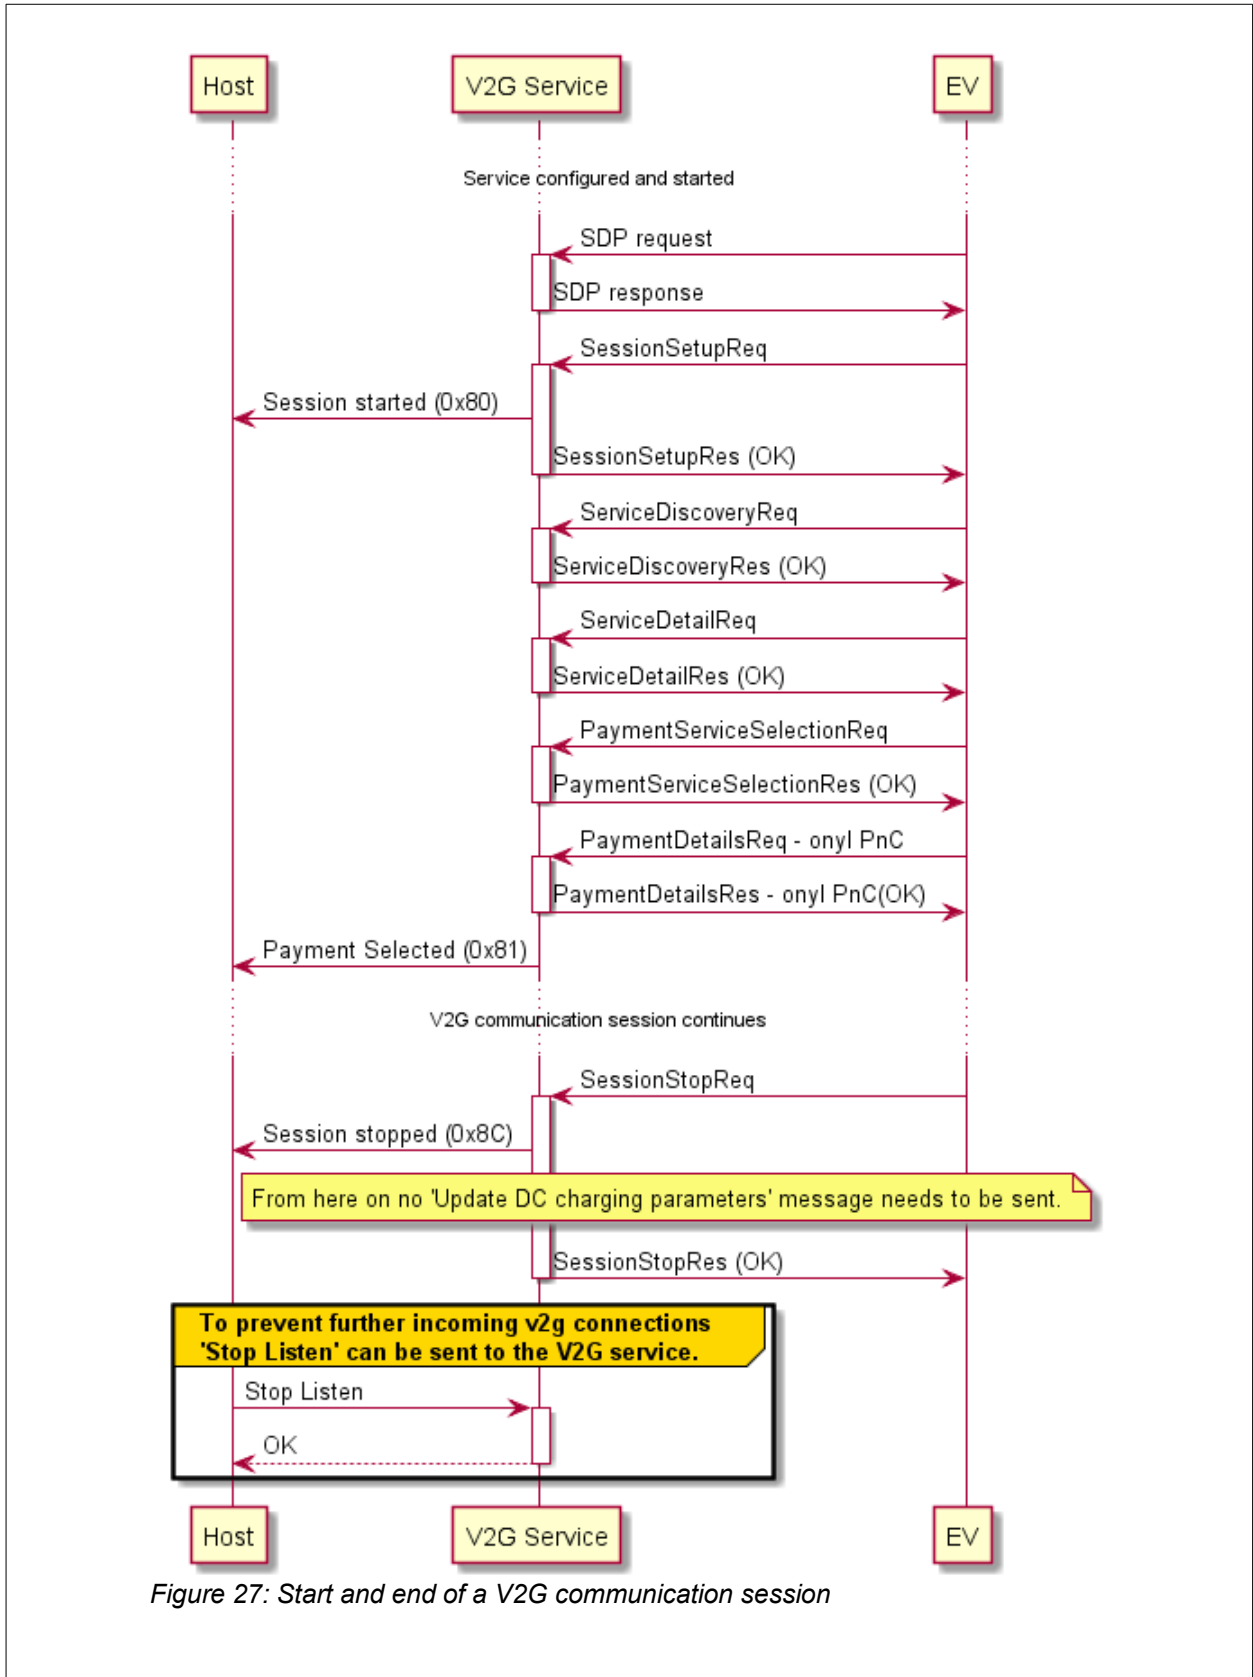 Host
V2G Service
EV
Service configured and started
SDP request
SDP response
SessionSetupReq
Session started (0x80)
SessionSetupRes (OK)
ServiceDiscoveryReq
ServiceDiscoveryRes (OK)
ServiceDetailReq
ServiceDetailRes (OK)
PaymentServiceSelectionReq
PaymentServiceSelectionRes (OK)
PaymentDetailsReq - onyl PnC
PaymentDetailsRes - onyl PnC(OK)
Payment Selected (0x81)
V2G communication session continues
SessionStopReq
Session stopped (0x8C)
From here on no 'Update DC charging parameters' message needs to be sent.
SessionStopRes (OK)
To prevent further incoming v2g connections
'Stop Listen' can be sent to the V2G service.
Stop Listen
OK
Host
V2G Service
EV
Figure 27: Start and end of a V2G communication session